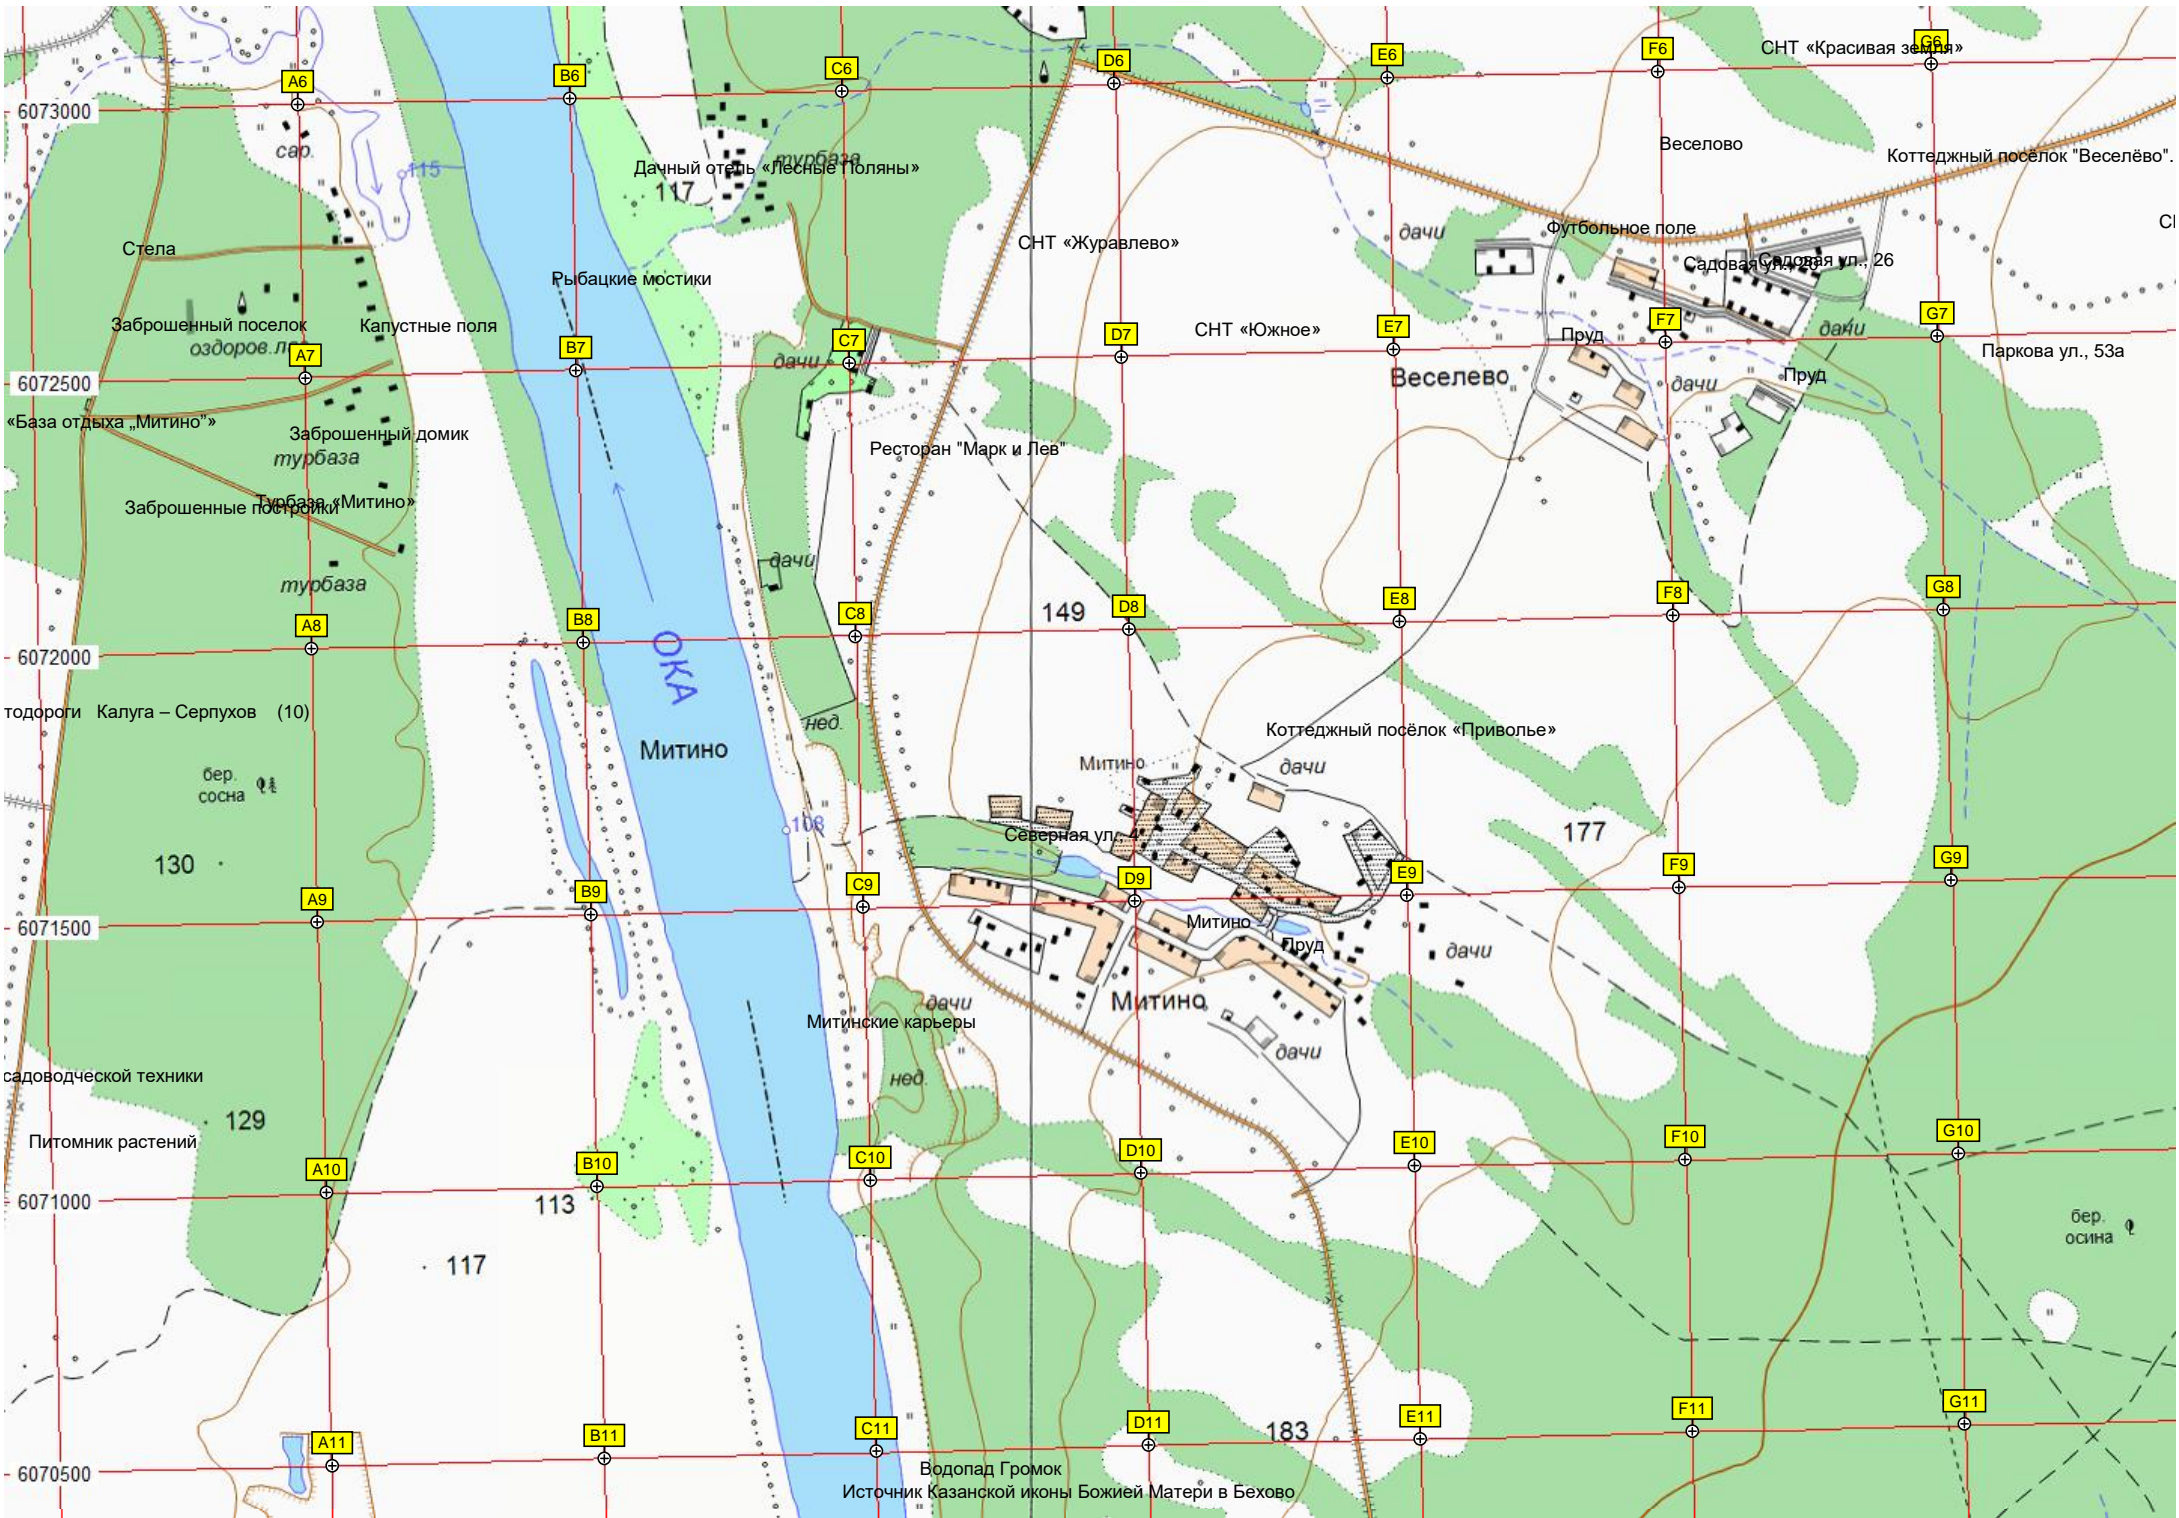 СНТ «Красивая земля»
A6
B6
C6
D6
E6
F6
G6
6073000
сар.
115
Дачный отель «Лесные Поляны»
турбаза
117
Веселово
Коттеджный посёлок "Веселёво".
Стела
СНТ «Журавлево»
дачи
Футбольное поле
Садовая ул., 26
Рыбацкие мостики
Заброшенный поселок
Капустные поля
СНТ «Южное»
Пруд
дачи
оздоров.
A7
B7
C7
D7
E7
F7
G7
дачи
6072500
Веселево
дачи
Пруд
Паркова ул., 53а
«База отдыха „Митино”»
Заброшенный домик
турбаза
Ресторан "Марк и Лев"
Заброшенные постройки
Турбаза «Митино»
турбаза
дачи
A8
B8
C8
149
D8
E8
F8
G8
6072000
ОКА
тодороги Калуга – Серпухов (10)
нед.
Митино
Коттеджный посёлок «Приволье»
Митино
дачи
бер.
сосна
108
Северная ул., 4
177
130
A9
B9
C9
D9
E9
F9
G9
6071500
Митино
Пруд
дачи
дачи
Митино
Митинские карьеры
дачи
садоводческой техники
нед.
129
Питомник растений
A10
B10
C10
D10
E10
F10
G10
6071000
113
бер.
осина
117
A11
B11
C11
D11
183
E11
F11
G11
6070500
Водопад Громок
Источник Казанской иконы Божией Матери в Бехово